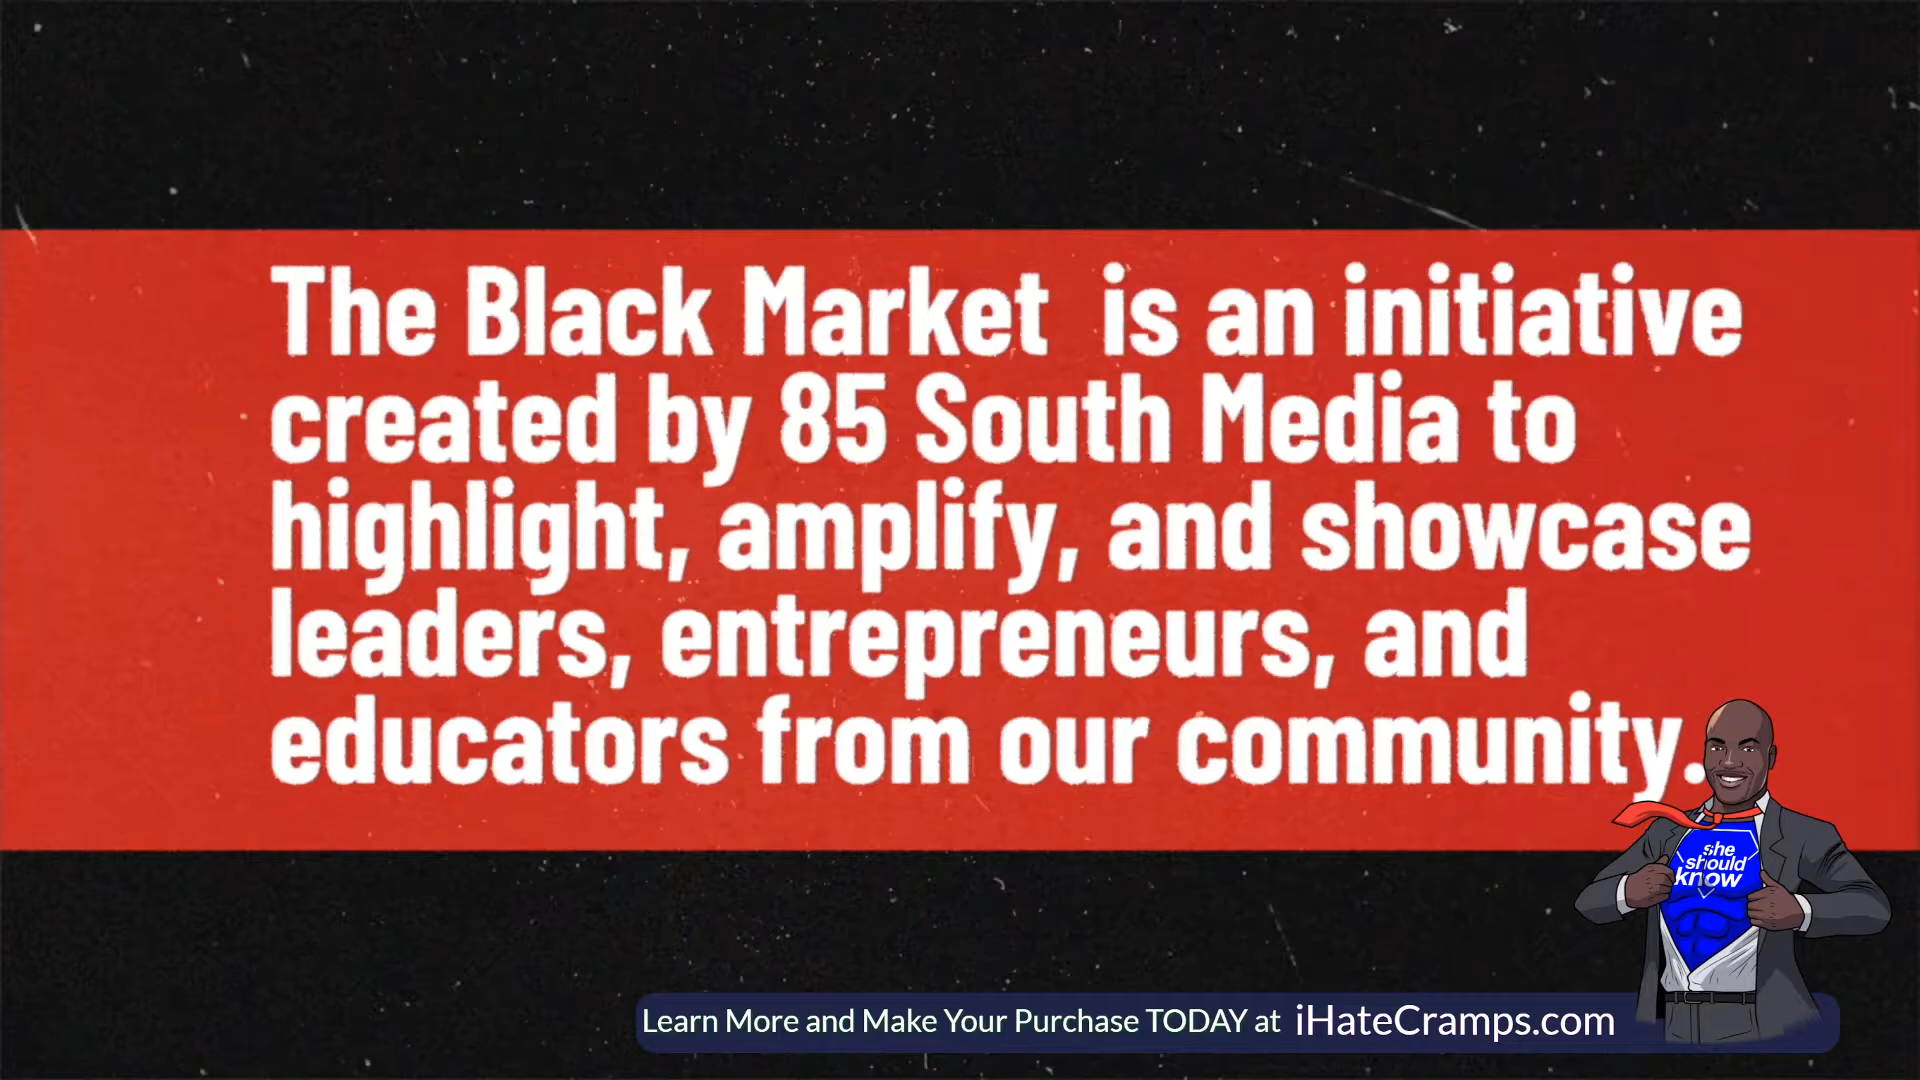 The Black Market is an initiative
created by 85 South Media to
highlight, amplify, and showcase
leaders, entrepreneurs, and
educators from our community.
she
should
know
Learn More and Make Your Purchase TODAY at iHateCramps.com